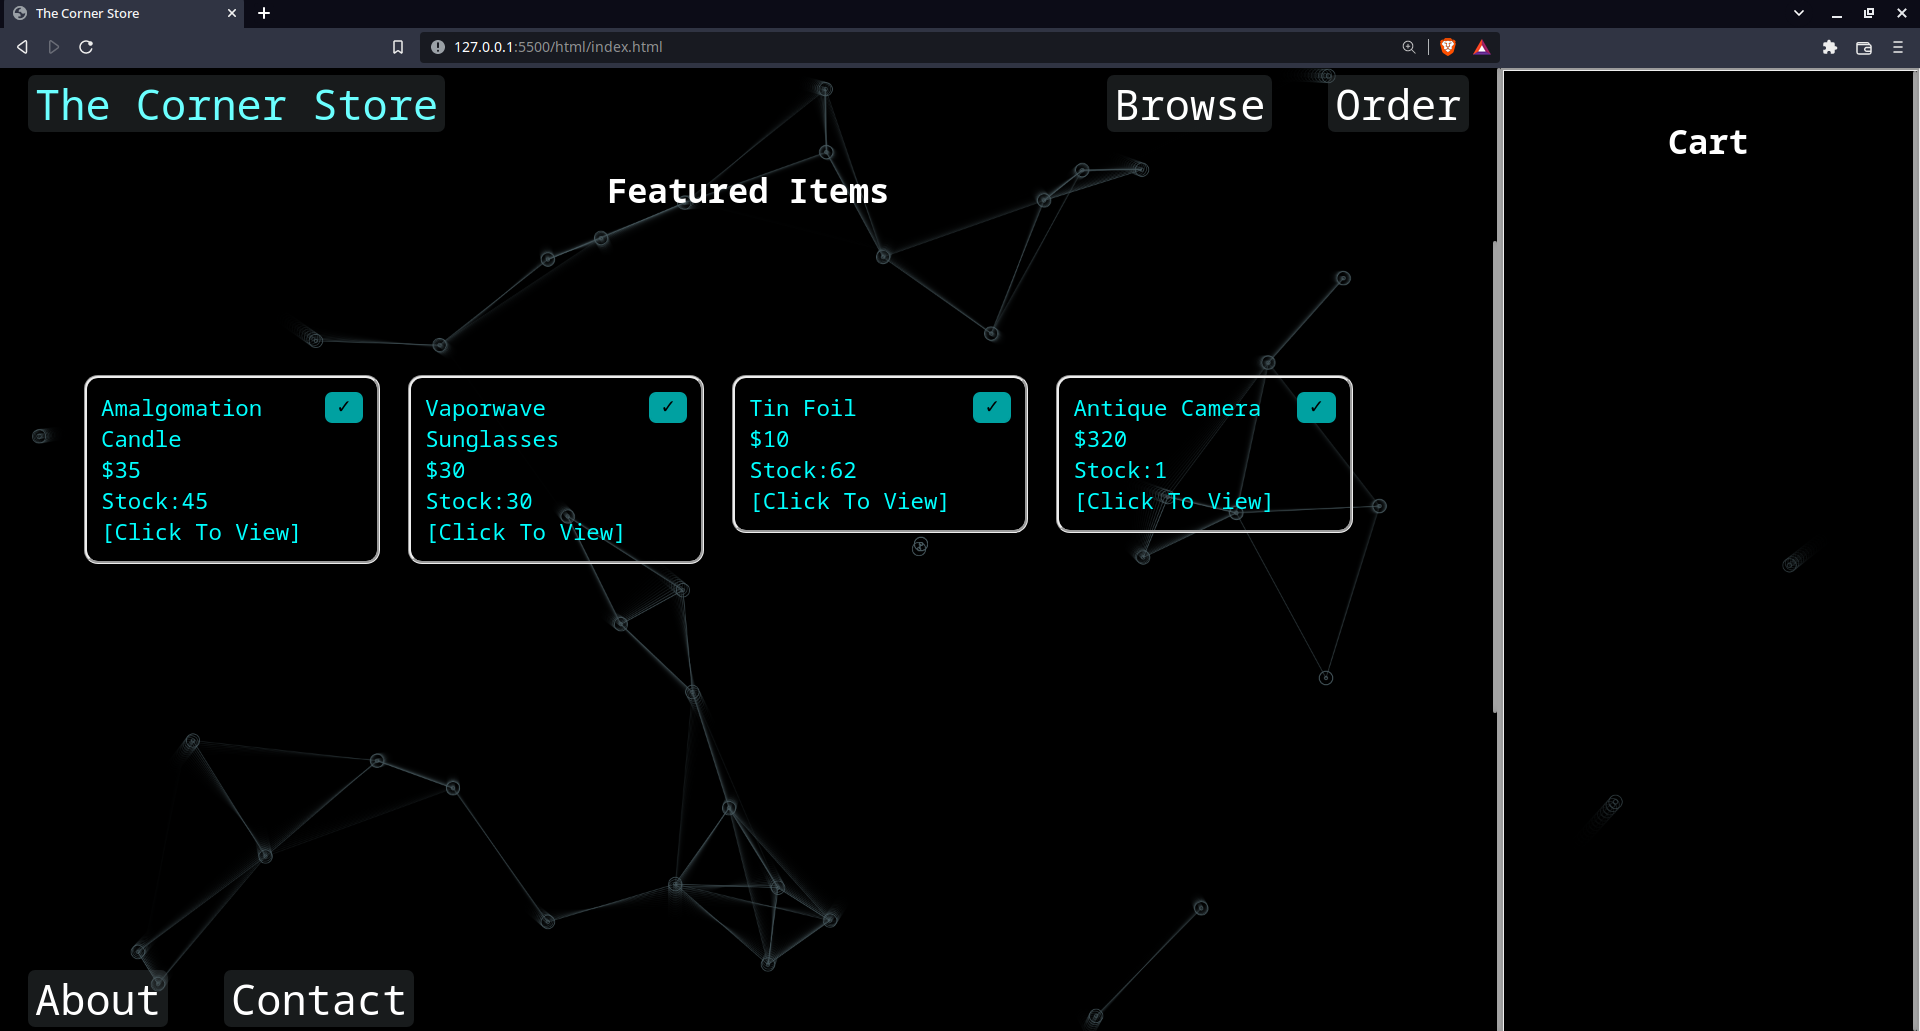 The Corner Store
127.0.0.1:5500/html/index.html
The Corner Store
Browse
Order
Cart
Featured Items
Amalgomation
Candle
$35
Stock:45
[Click To View]
✓
Vaporwave
Sunglasses
$30
Stock:30
[Click To View]
✓
Tin Foil
$10
Stock:62
[Click To View]
✓
Antique Camera
$320
Stock:1
[Click To View]
✓
About
Contact